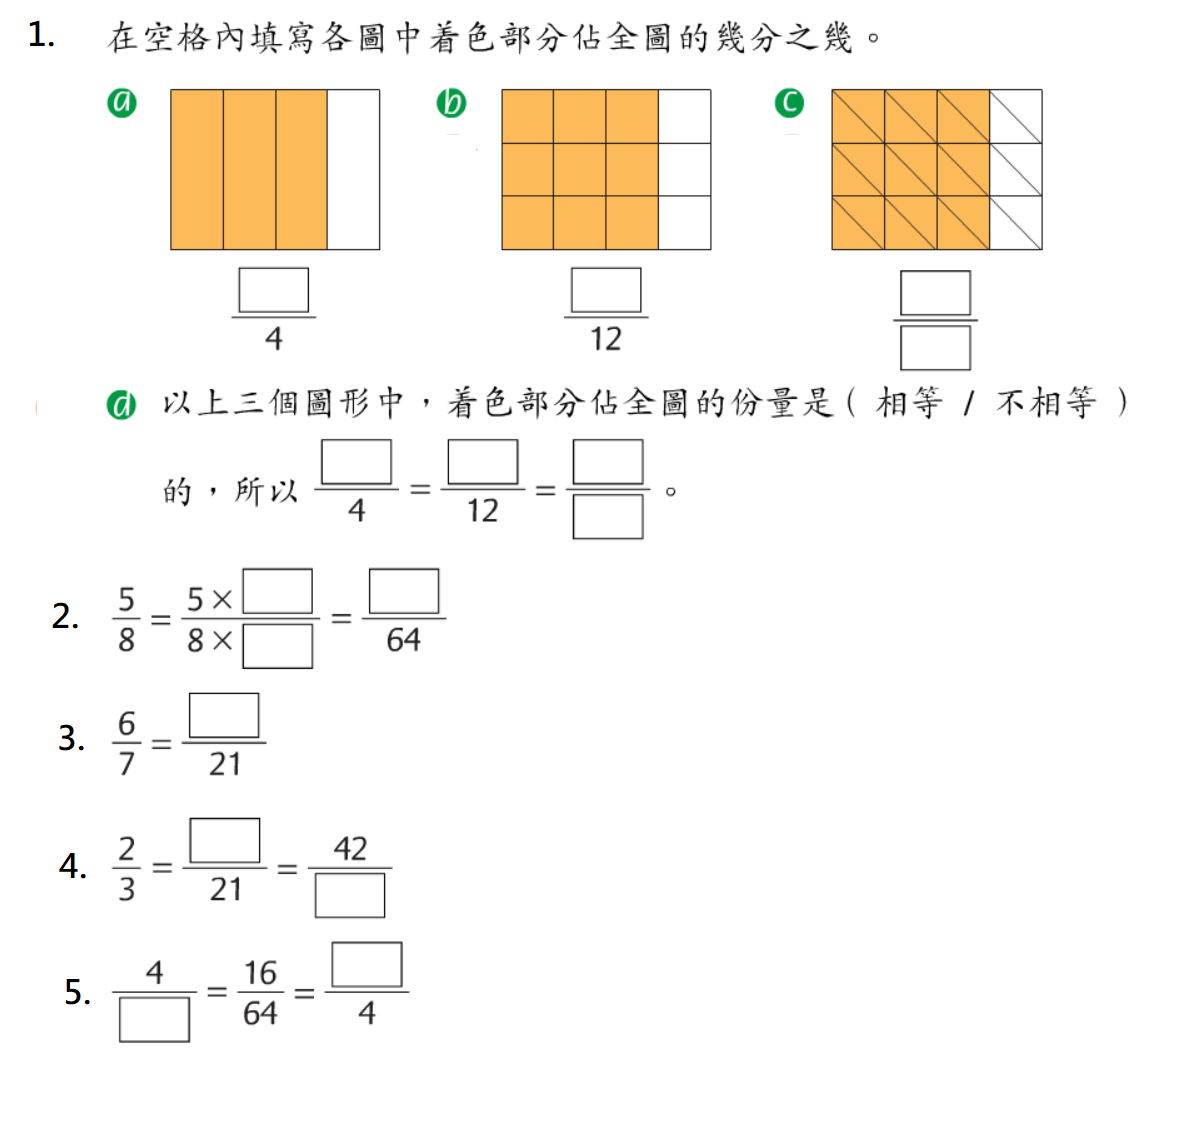 1. 在空格內填寫各圖中着色部分佔全圖的幾分之幾。
a b c
□/4 □/12 □/□
d 以上三個圖形中，着色部分佔全圖的份量是（ 相等 / 不相等 ）
的，所以 □/4 = □/12 = □/□ 。
2. 5/8 = 5×□/8×□ = □/64
3. 6/7 = □/21
4. 2/3 = □/21 = 42/□
5. 4/□ = 16/64 = □/4